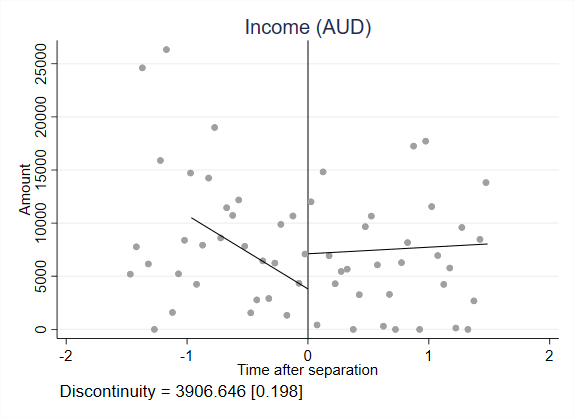 Income (AUD)
Amount
25000
20000
15000
10000
5000
0
-2
-1
0
1
2
Time after separation
Discontinuity = 3906.646 [0.198]